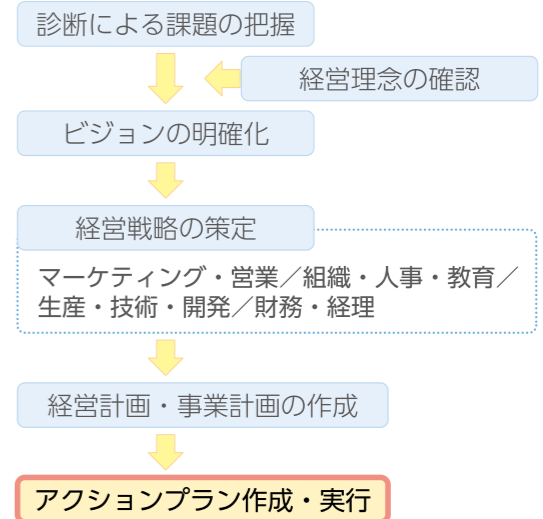 診断による課題の把握
経営理念の確認
ビジョンの明確化
経営戦略の策定
マーケティング・営業／組織・人事・教育／
生産・技術・開発／財務・経理
経営計画・事業計画の作成
アクションプラン作成・実行